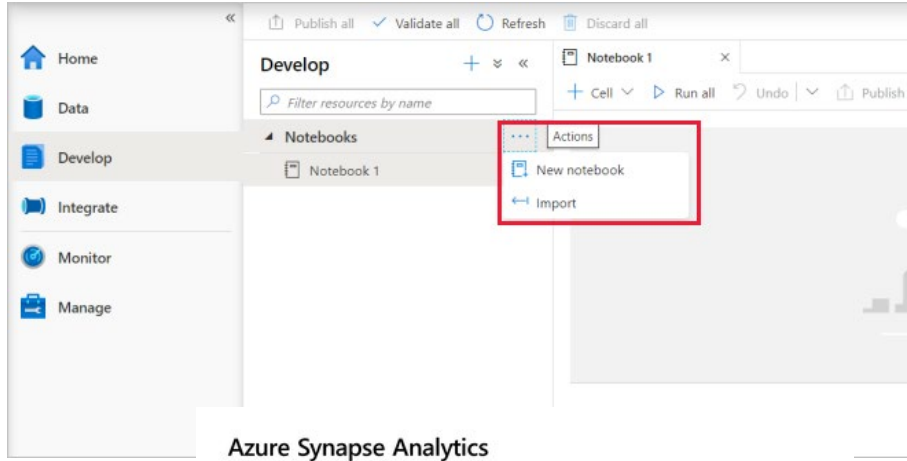 «
Publish all Validate all Refresh Discard all
Home
Data
Develop
Integrate
Monitor
Manage
Develop + ˅ «
Filter resources by name
Notebooks ...
Notebook 1
Actions
New notebook
Import
Notebook 1 ×
+ Cell Run all Undo Publish
Azure Synapse Analytics